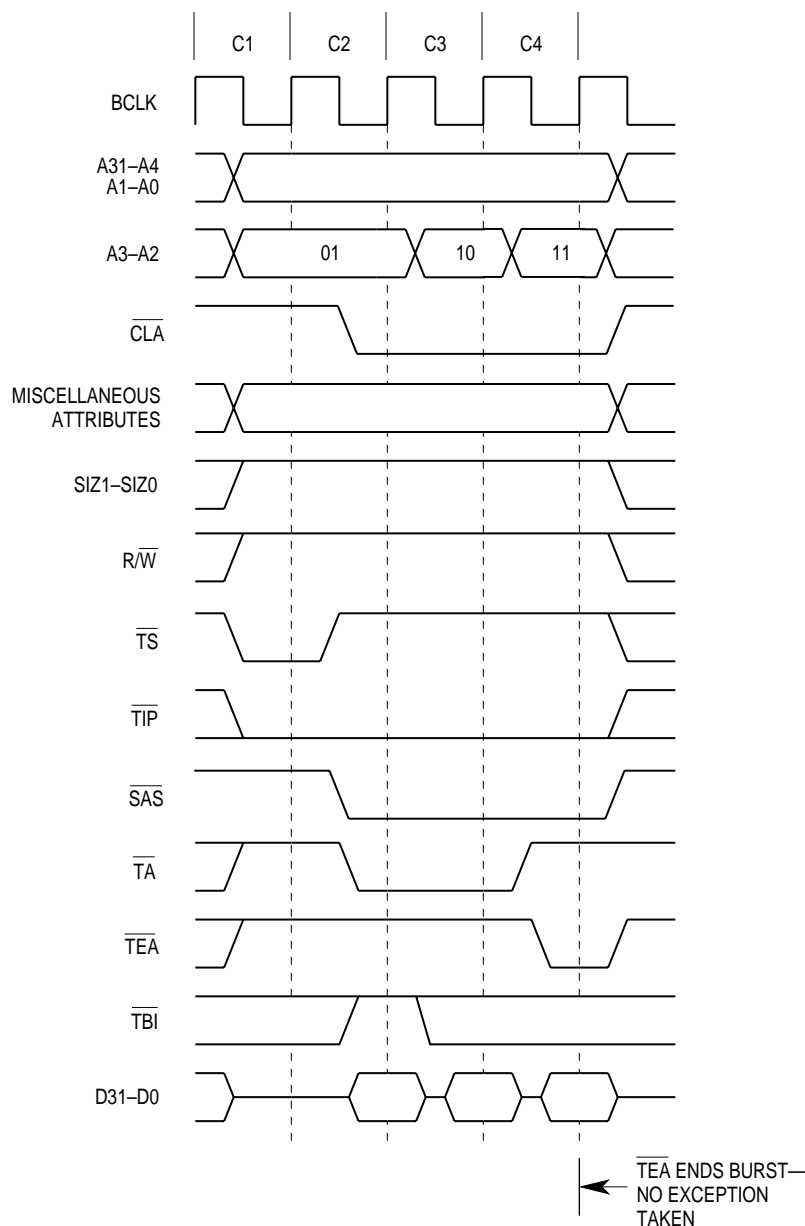 C1 C2 C3 C4
BCLK
A31–A4
A1–A0
A3–A2 01 10 11
CLA
MISCELLANEOUS
ATTRIBUTES
SIZ1–SIZ0
R/W
TS
TIP
SAS
TA
TEA
TBI
D31–D0
TEA ENDS BURST—
NO EXCEPTION
TAKEN